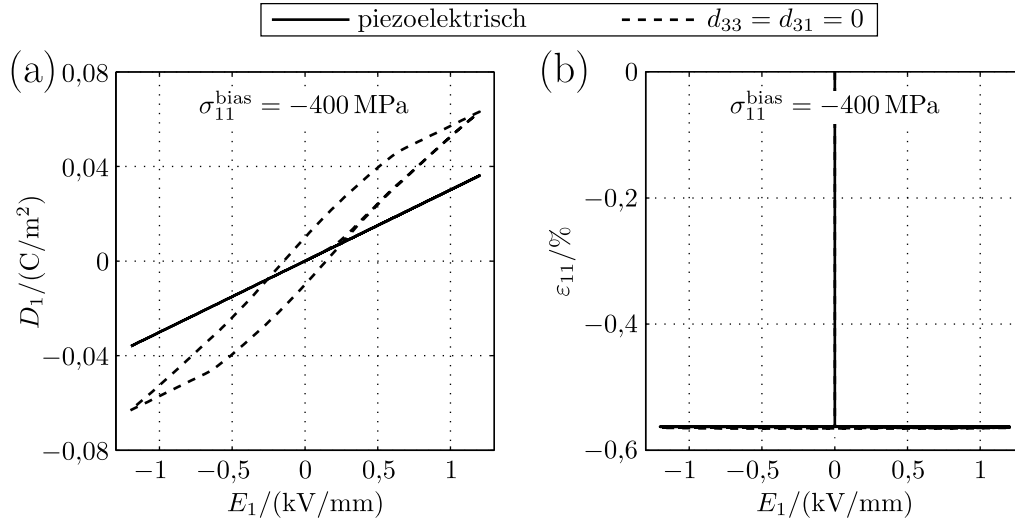 piezoelektrisch d₃₃ = d₃₁ = 0
(a)
σ₁₁ᵇⁱᵃˢ = −400 MPa
0,08
0,04
0
−0,04
−0,08
D₁/(C/m²)
−1 −0,5 0 0,5 1
E₁/(kV/mm)
(b)
σ₁₁ᵇⁱᵃˢ = −400 MPa
0
−0,2
−0,4
−0,6
ε₁₁/%
−1 −0,5 0 0,5 1
E₁/(kV/mm)